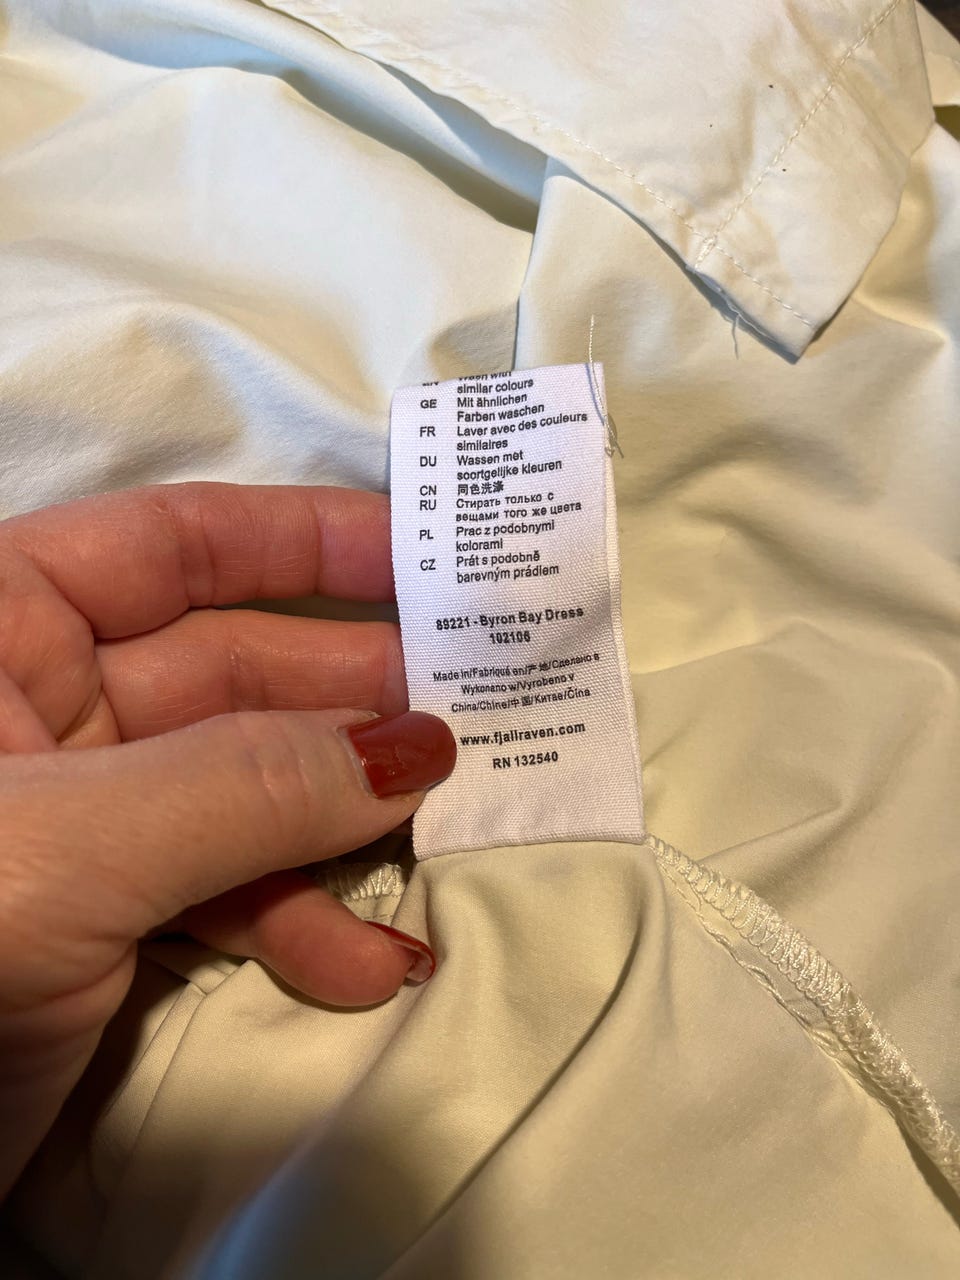 Wash with
similar colours
GE Mit ähnlichen
Farben waschen
FR Laver avec des couleurs
similaires
DU Wassen met
soortgelijke kleuren
CN 同色洗涤
RU Стирать только с
вещами того же цвета
PL Prac z podobnymi
kolorami
CZ Prát s podobně
barevným prádlem
89221 - Byron Bay Dress
102106
Made in/Fabriqué en/产地/Сделано в
Wykonano w/Vyrobeno v
China/Chine/中国/Китае/Čina
www.fjallraven.com
RN 132540